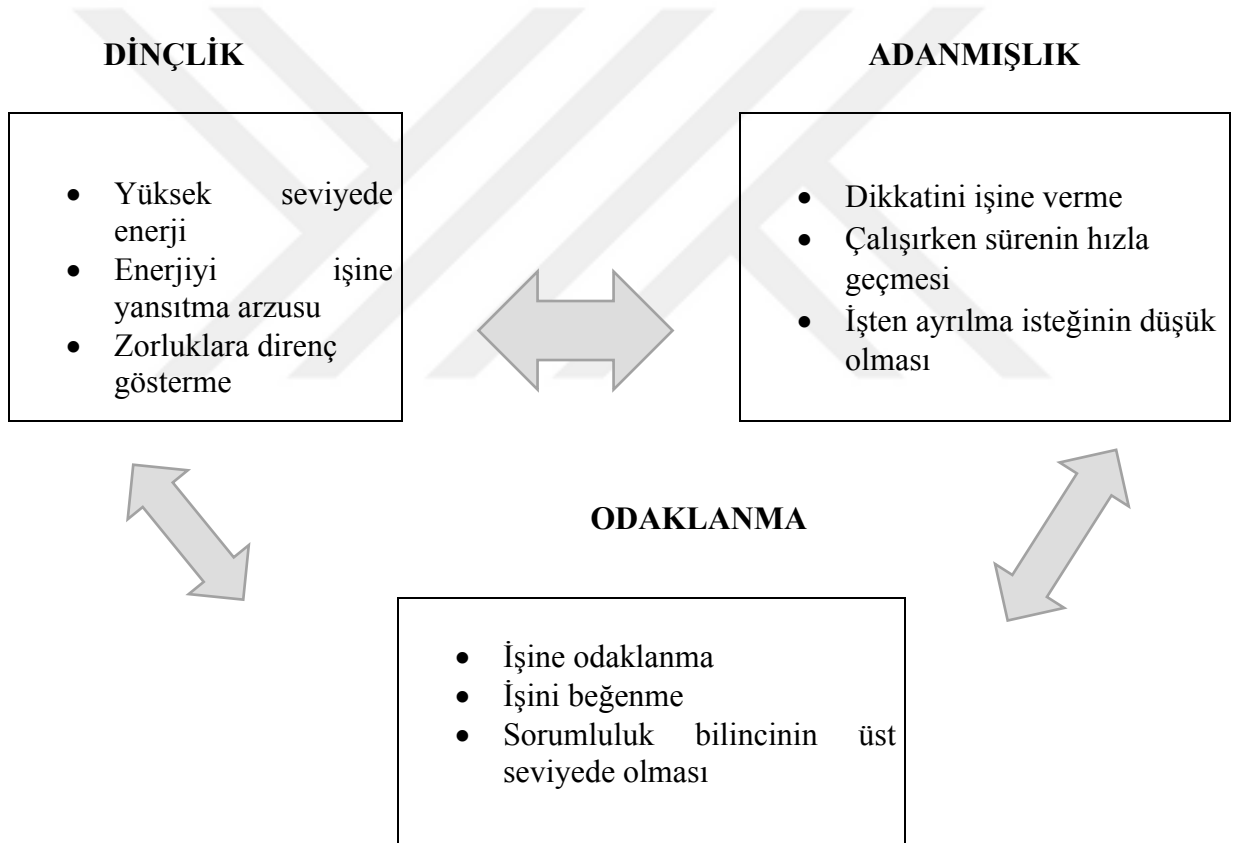 DİNÇLİK
ADANMIŞLIK
• Yüksek seviyede
enerji
• Enerjiyi işine
yansıtma arzusu
• Zorluklara direnç
gösterme
• Dikkatini işine verme
• Çalışırken sürenin hızla
geçmesi
• İşten ayrılma isteğinin düşük
olması
ODAKLANMA
• İşine odaklanma
• İşini beğenme
• Sorumluluk bilincinin üst
seviyede olması